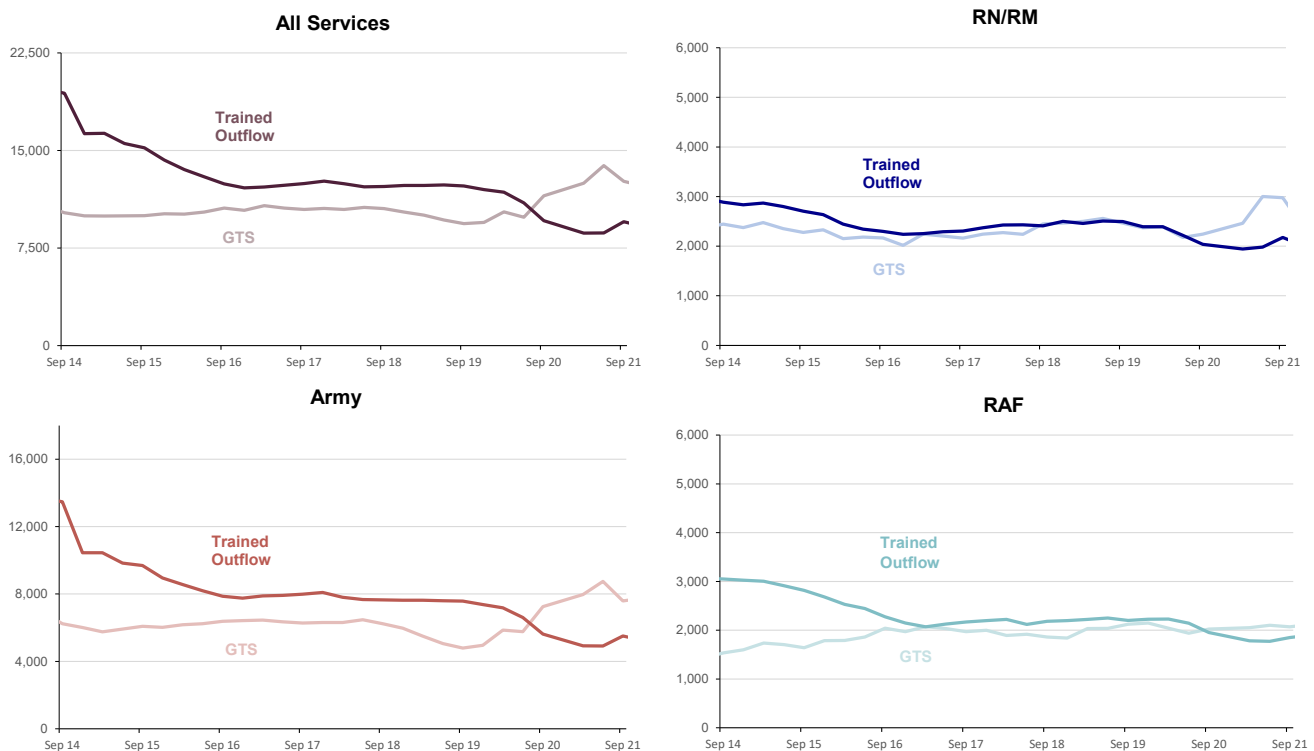 All Services
22,500
15,000
7,500
0
Trained
Outflow
GTS
Sep 14 Sep 15 Sep 16 Sep 17 Sep 18 Sep 19 Sep 20 Sep 21
RN/RM
6,000
5,000
4,000
3,000
2,000
1,000
0
Trained
Outflow
GTS
Sep 14 Sep 15 Sep 16 Sep 17 Sep 18 Sep 19 Sep 20 Sep 21
Army
16,000
12,000
8,000
4,000
0
Trained
Outflow
GTS
Sep 14 Sep 15 Sep 16 Sep 17 Sep 18 Sep 19 Sep 20 Sep 21
RAF
6,000
5,000
4,000
3,000
2,000
1,000
0
Trained
Outflow
GTS
Sep 14 Sep 15 Sep 16 Sep 17 Sep 18 Sep 19 Sep 20 Sep 21